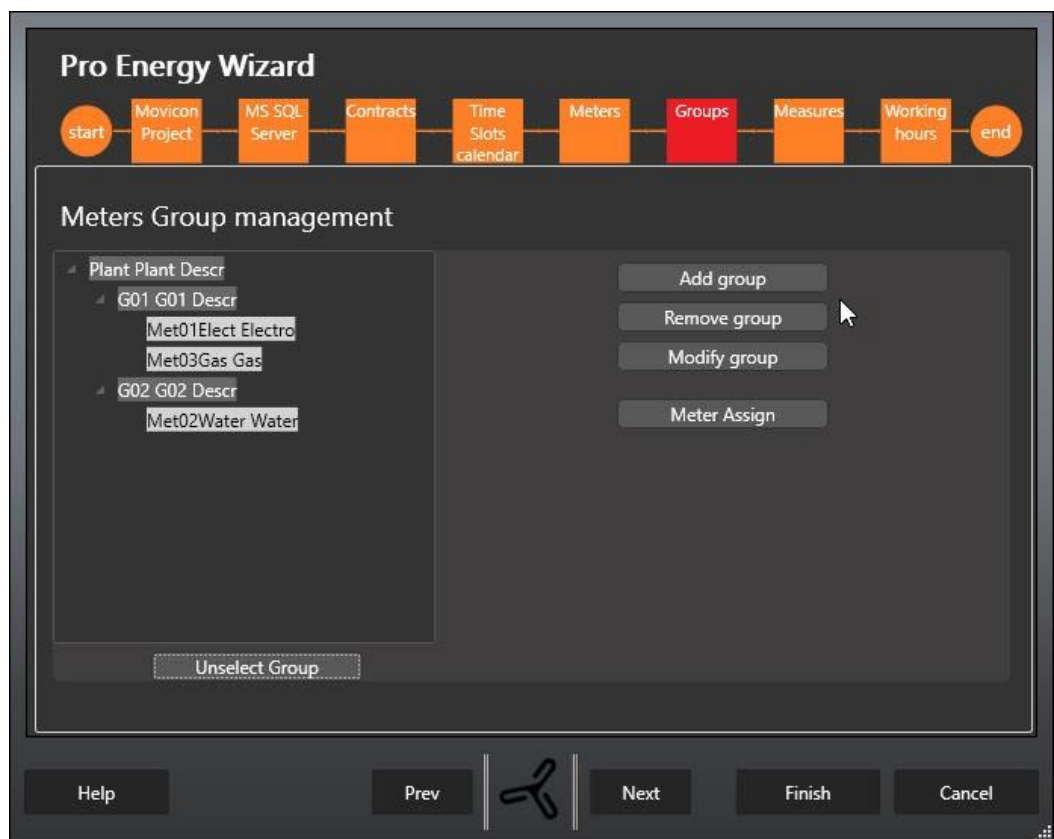 Pro Energy Wizard
start
Movicon
Project
MS SQL
Server
Contracts
Time
Slots
calendar
Meters
Groups
Measures
Working
hours
end
Meters Group management
Plant Plant Descr
G01 G01 Descr
Met01Elect Electro
Met03Gas Gas
G02 G02 Descr
Met02Water Water
Add group
Remove group
Modify group
Meter Assign
Unselect Group
Help
Prev
Next
Finish
Cancel